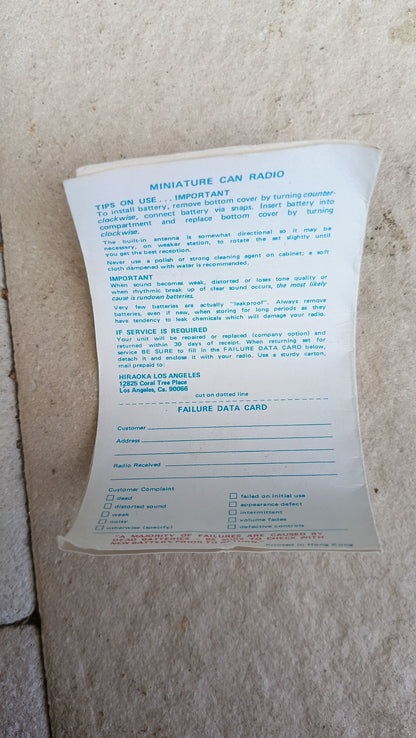 MINIATURE CAN RADIO
TIPS ON USE . . . IMPORTANT
To install battery, remove bottom cover by turning counter-
clockwise, connect battery via snaps. Insert battery into
compartment and replace bottom cover by turning
clockwise.
The built-in antenna is somewhat directional so it may be
necessary, on weaker station, to rotate the set slightly until
you get the best reception.
Never use a polish or strong cleaning agent on cabinet; a soft
cloth dampened with water is recommended.
IMPORTANT
When sound becomes weak, distorted or loses tone quality or
when rhythmic break up of clear sound occurs, the most likely
cause is rundown batteries.
Very few batteries are actually "leakproof". Always remove
batteries, even if new, when storing for long periods as they
have tendency to leak chemicals which will damage your radio.
IF SERVICE IS REQUIRED
Your unit will be repaired or replaced (company option) and
returned within 30 days of receipt. When returning set for
service BE SURE to fill in the FAILURE DATA CARD below,
detach it and enclose it with your radio. Use a sturdy carton,
mail prepaid to:
HIRAOKA LOS ANGELES
12825 Coral Tree Place
Los Angeles, Ca. 90066
cut on dotted line
FAILURE DATA CARD
Customer
Address
Radio Received
Customer Complaint
dead
failed on initial use
distorted sound
appearance defect
weak
intermittent
noisy
volume fades
otherwise (specify)
defective controls
"A MAJORITY OF FAILURES ARE CAUSED BY
DEAD BATTERIES . . BE SURE TO CHECK WITH
NEW BATTERY PRIOR TO RETURN"
Printed in Hong Kong